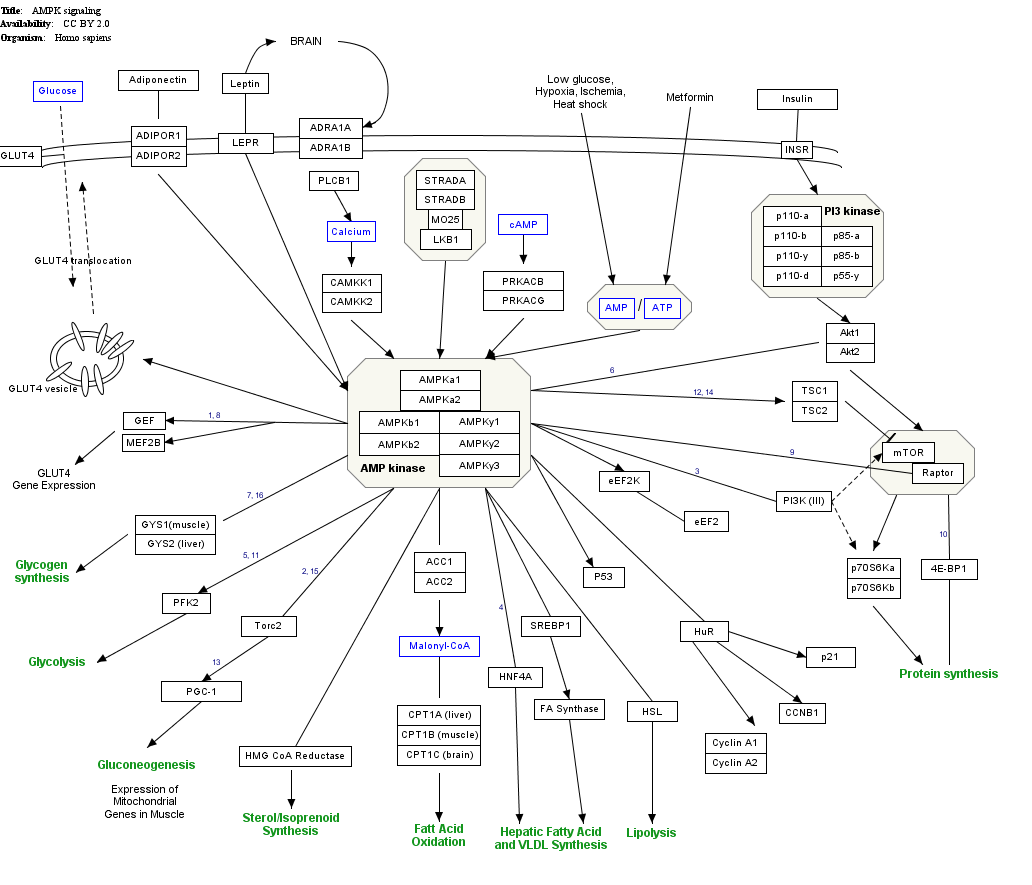 Title: AMPK signaling
Availability: CC BY 2.0
Organism: Homo sapiens
BRAIN
Glucose
Adiponectin
Leptin
Low glucose,
Hypoxia, Ischemia,
Heat shock
Metformin
Insulin
GLUT4
ADIPOR1
ADIPOR2
LEPR
ADRA1A
ADRA1B
INSR
PLCB1
Calcium
CAMKK1
CAMKK2
STRADA
STRADB
MO25
LKB1
cAMP
PRKACB
PRKACG
AMP / ATP
PI3 kinase
p110-a
p110-b
p110-y
p110-d
p85-a
p85-b
p55-y
Akt1
Akt2
GLUT4 translocation
GLUT4 vesicle
AMPKa1
AMPKa2
AMPKb1
AMPKb2
AMPKy1
AMPKy2
AMPKy3
AMP kinase
6
12, 14
TSC1
TSC2
9
mTOR
Raptor
3
PI3K (III)
10
p70S6Ka
p70S6Kb
4E-BP1
Protein synthesis
1, 8
GEF
MEF2B
GLUT4
Gene Expression
eEF2K
eEF2
7, 16
GYS1(muscle)
GYS2 (liver)
Glycogen
synthesis
5, 11
PFK2
Glycolysis
2, 15
Torc2
13
PGC-1
Gluconeogenesis
Expression of
Mitochondrial
Genes in Muscle
HMG CoA Reductase
Sterol/Isoprenoid
Synthesis
ACC1
ACC2
Malonyl-CoA
CPT1A (liver)
CPT1B (muscle)
CPT1C (brain)
Fatt Acid
Oxidation
4
HNF4A
SREBP1
FA Synthase
Hepatic Fatty Acid
and VLDL Synthesis
P53
HSL
Lipolysis
HuR
p21
CCNB1
Cyclin A1
Cyclin A2